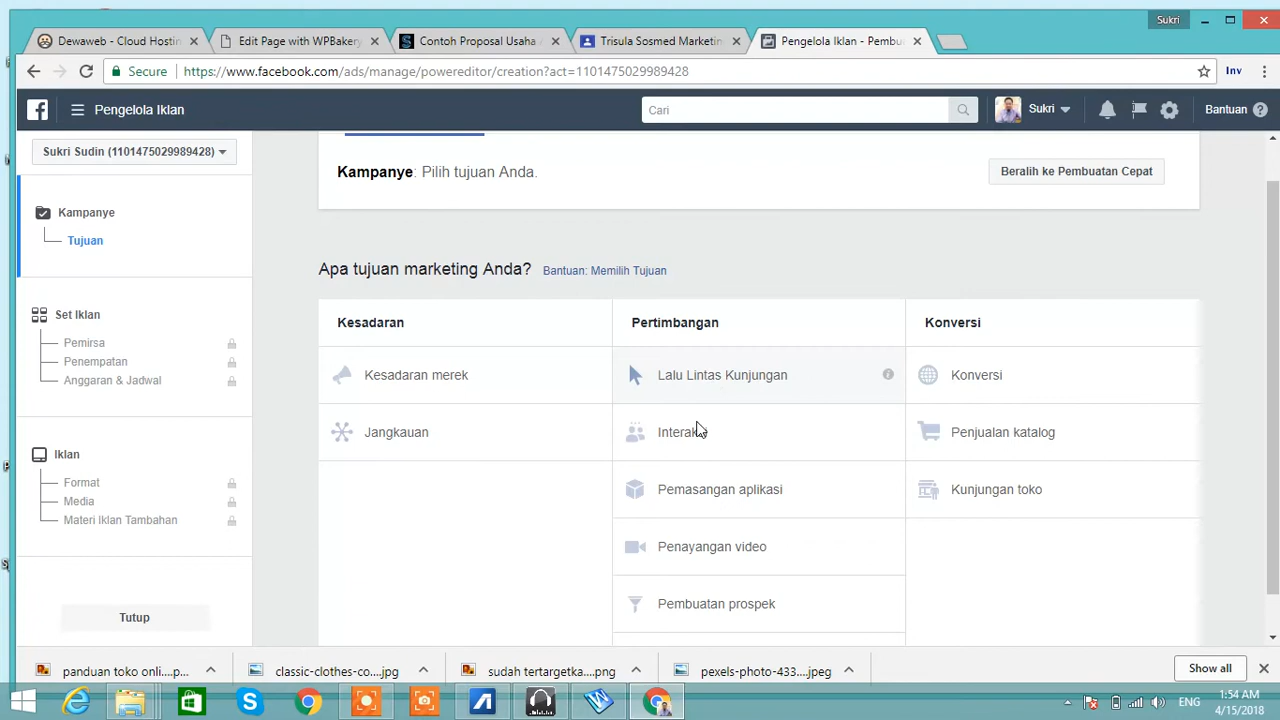 Sukri
Dewaweb - Cloud Hostin
Edit Page with WPBakery
Contoh Proposal Usaha
Trisula Sosmed Marketin
Pengelola Iklan - Pembu
Secure
https://www.facebook.com/ads/manage/powereditor/creation?act=1101475029989428
Inv
Pengelola Iklan
Cari
Sukri
Bantuan
Sukri Sudin (1101475029989428)
Kampanye: Pilih tujuan Anda.
Beralih ke Pembuatan Cepat
Kampanye
Tujuan
Set Iklan
Pemirsa
Penempatan
Anggaran & Jadwal
Iklan
Format
Media
Materi Iklan Tambahan
Tutup
Apa tujuan marketing Anda? Bantuan: Memilih Tujuan
Kesadaran
Pertimbangan
Konversi
Kesadaran merek
Lalu Lintas Kunjungan
Konversi
Jangkauan
Penjualan katalog
Pemasangan aplikasi
Kunjungan toko
Penayangan video
Pembuatan prospek
panduan toko onli....p...
classic-clothes-co....jpg
sudah tertargetka....png
pexels-photo-433....jpeg
Show all
ENG
1:54 AM
4/15/2018